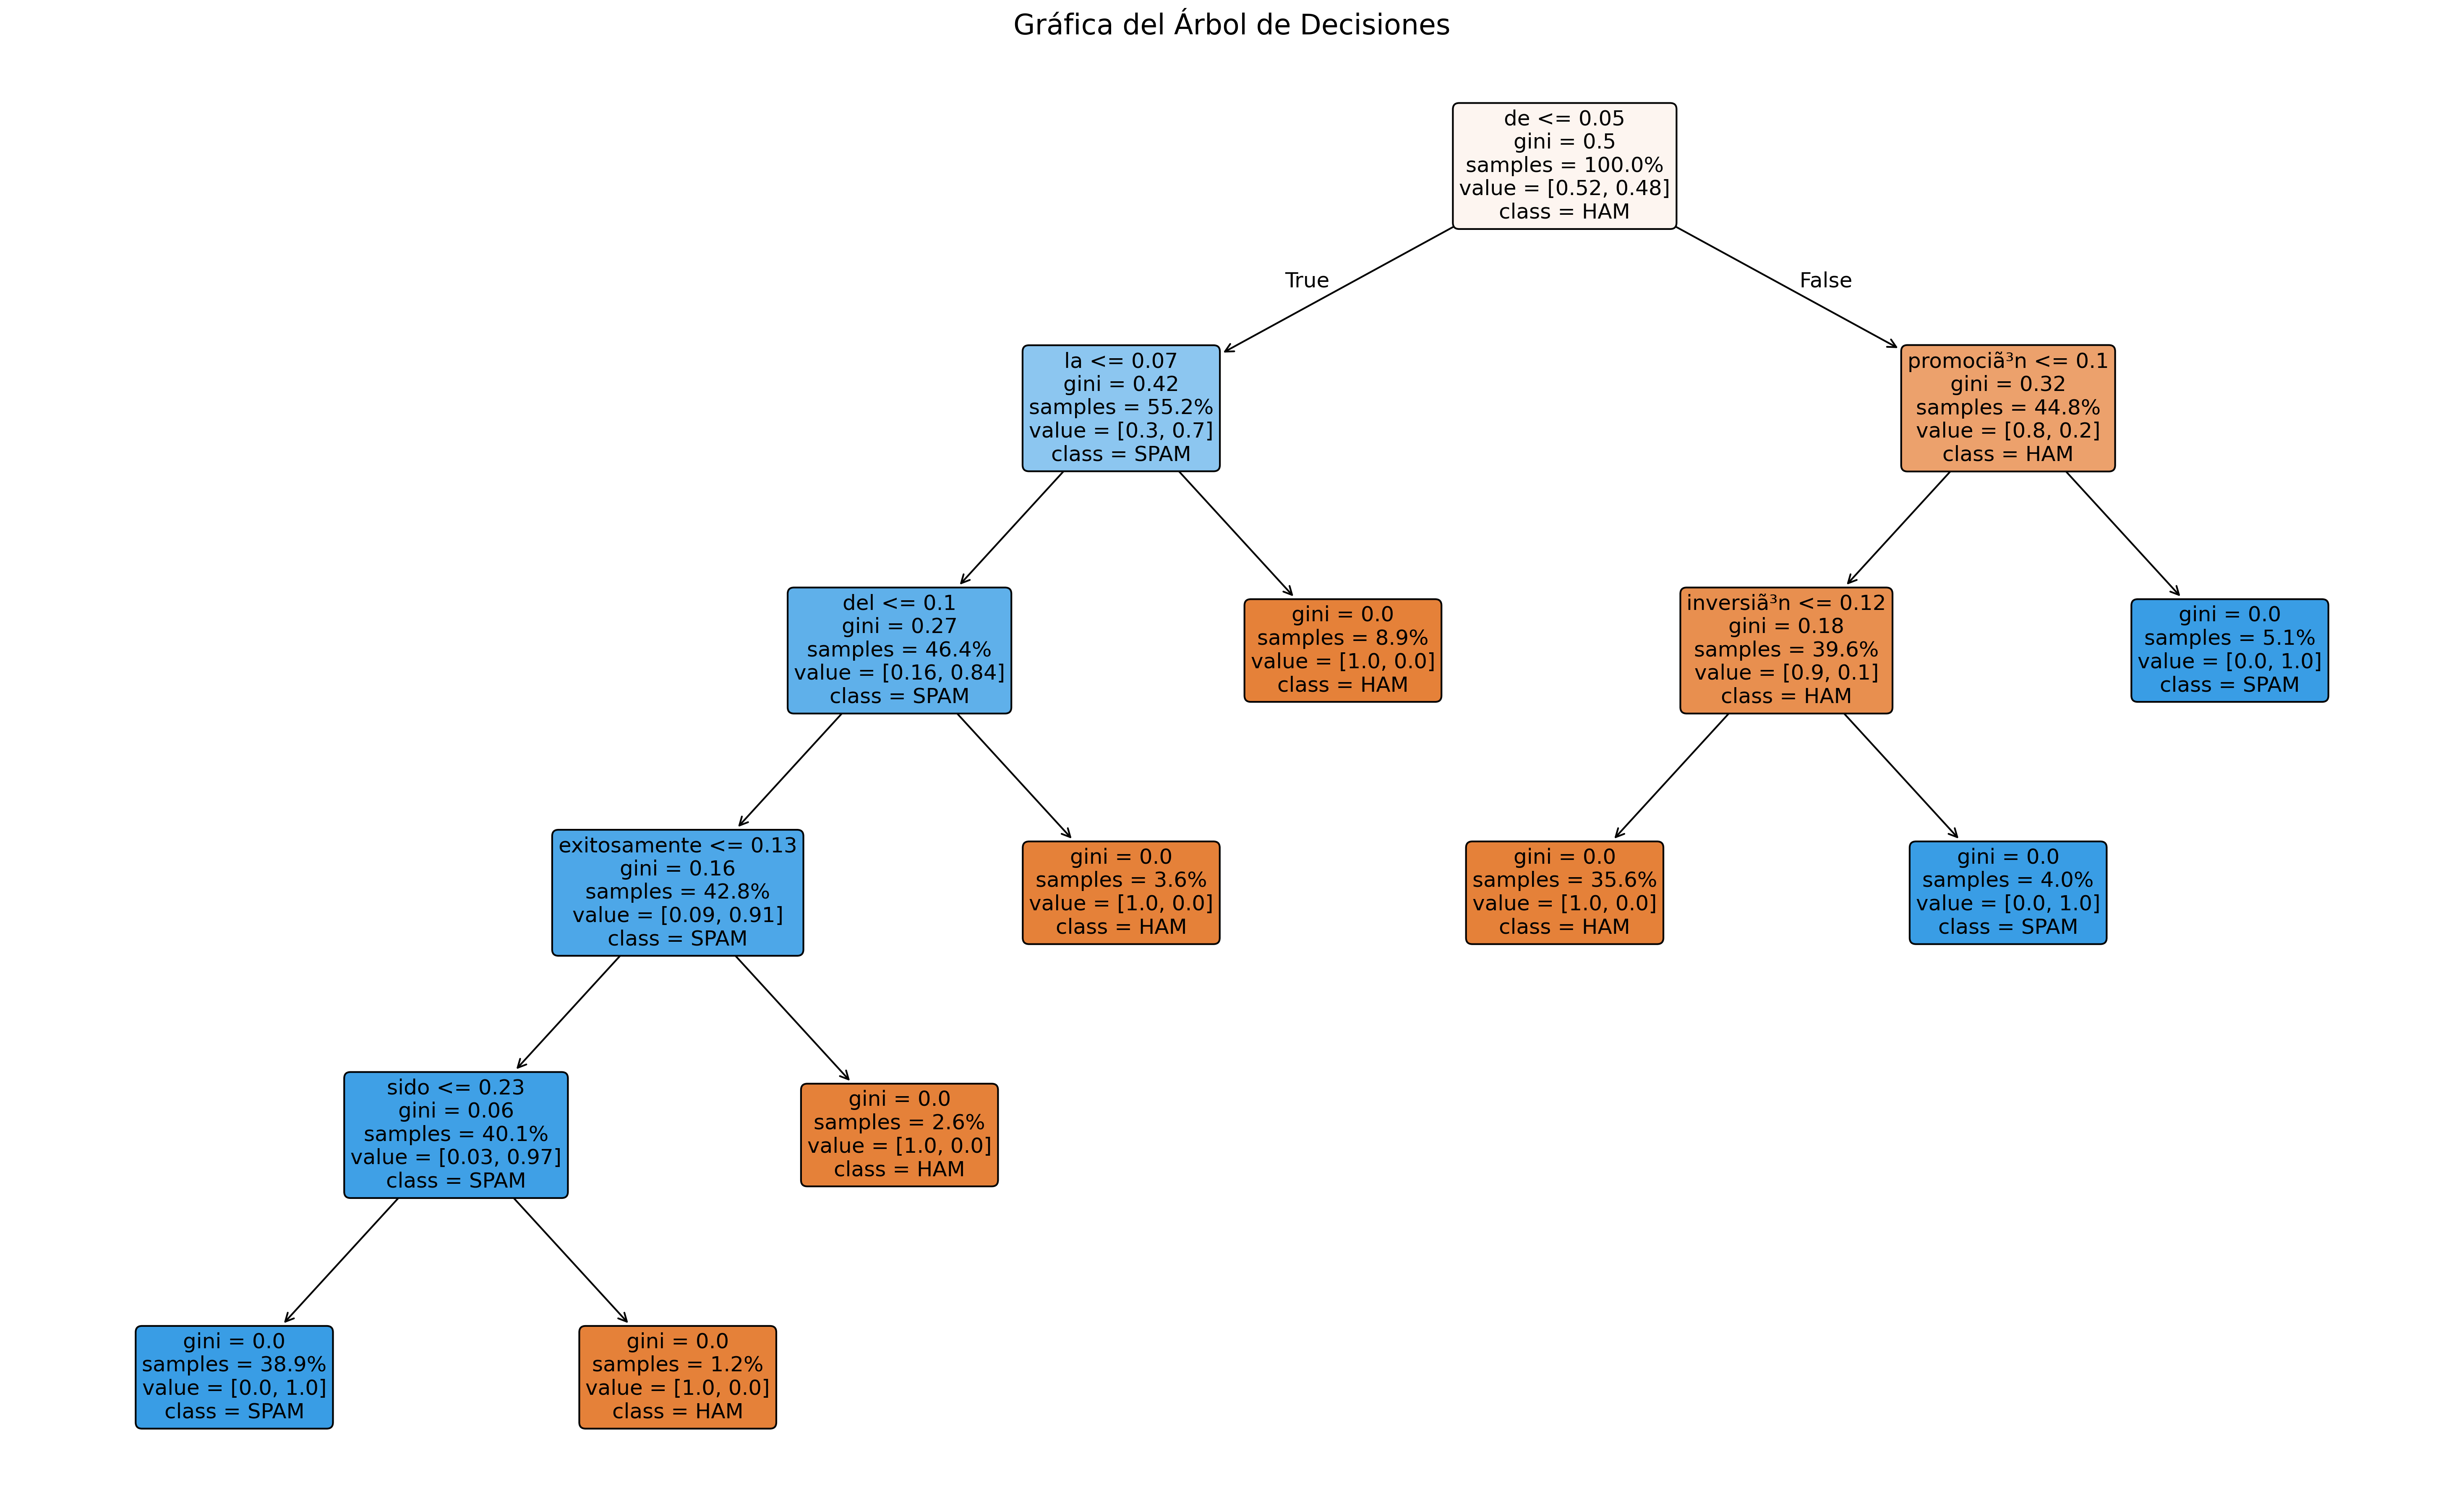 Gráfica del Árbol de Decisiones
de <= 0.05
gini = 0.5
samples = 100.0%
value = [0.52, 0.48]
class = HAM
True
False
la <= 0.07
gini = 0.42
samples = 55.2%
value = [0.3, 0.7]
class = SPAM
promociã³n <= 0.1
gini = 0.32
samples = 44.8%
value = [0.8, 0.2]
class = HAM
del <= 0.1
gini = 0.27
samples = 46.4%
value = [0.16, 0.84]
class = SPAM
gini = 0.0
samples = 8.9%
value = [1.0, 0.0]
class = HAM
inversiã³n <= 0.12
gini = 0.18
samples = 39.6%
value = [0.9, 0.1]
class = HAM
gini = 0.0
samples = 5.1%
value = [0.0, 1.0]
class = SPAM
exitosamente <= 0.13
gini = 0.16
samples = 42.8%
value = [0.09, 0.91]
class = SPAM
gini = 0.0
samples = 3.6%
value = [1.0, 0.0]
class = HAM
gini = 0.0
samples = 35.6%
value = [1.0, 0.0]
class = HAM
gini = 0.0
samples = 4.0%
value = [0.0, 1.0]
class = SPAM
sido <= 0.23
gini = 0.06
samples = 40.1%
value = [0.03, 0.97]
class = SPAM
gini = 0.0
samples = 2.6%
value = [1.0, 0.0]
class = HAM
gini = 0.0
samples = 38.9%
value = [0.0, 1.0]
class = SPAM
gini = 0.0
samples = 1.2%
value = [1.0, 0.0]
class = HAM